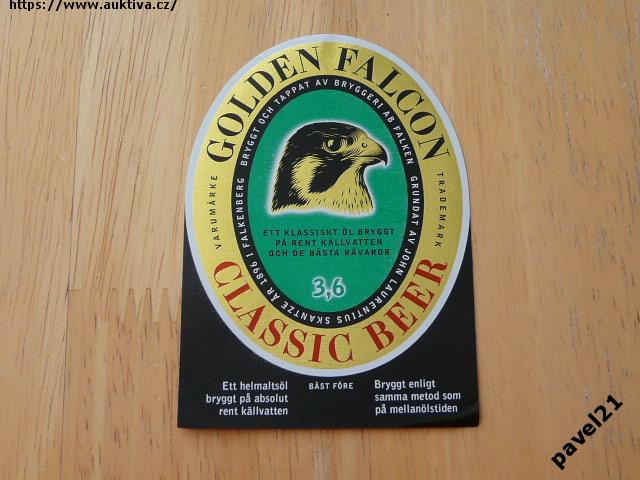 https://www.auktiva.cz/
GOLDEN FALCON
VARUMÄRKE
TRADEMARK
BRYGGT OCH TAPPAT AV BRYGGERI AB FALKEN GRUNDAT AV JOHN LAURENTIUS SKANTZE ÅR 1896 I FALKENBERG
ETT KLASSISKT ÖL BRYGGT
PÅ RENT KÄLLVATTEN
OCH DE BÄSTA RÅVAROR
3,6
CLASSIC BEER
Ett helmaltsöl
bryggt på absolut
rent källvatten
BÄST FÖRE
Bryggt enligt
samma metod som
på mellanölstiden
pavel21